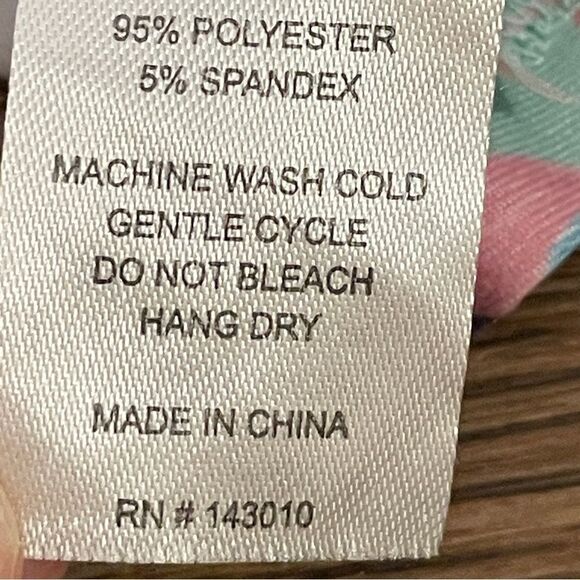 95% POLYESTER
5% SPANDEX
MACHINE WASH COLD
GENTLE CYCLE
DO NOT BLEACH
HANG DRY
MADE IN CHINA
RN # 143010